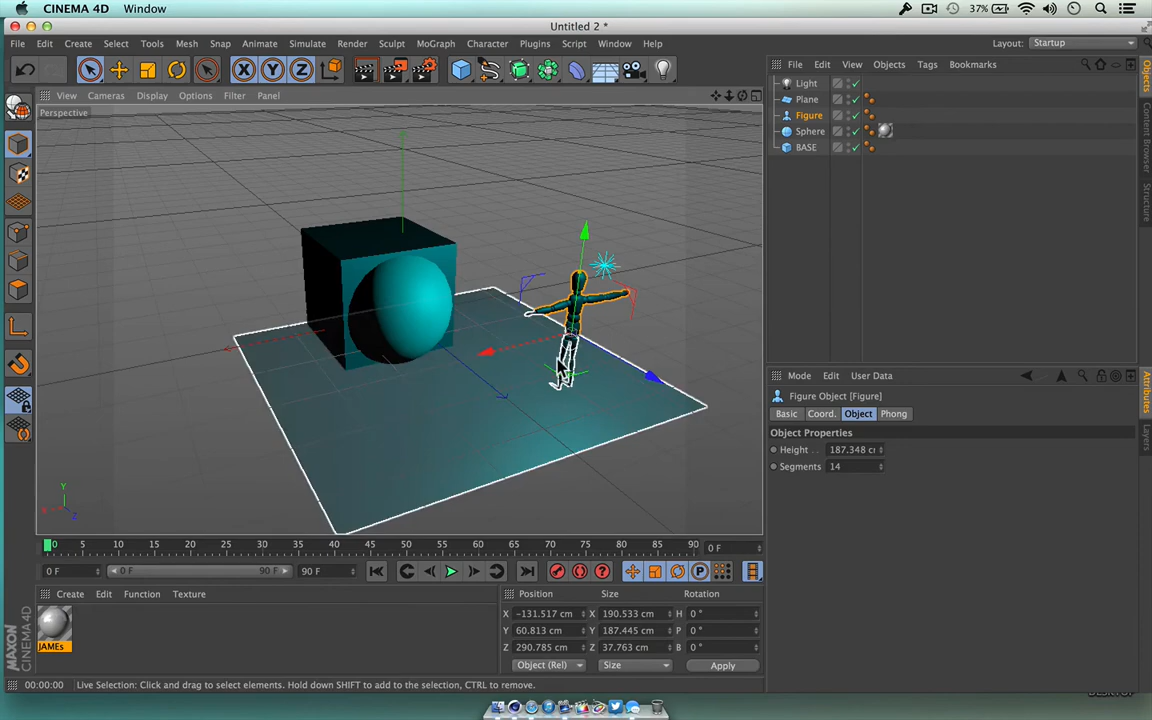 CINEMA 4D Window 37%
Untitled 2 *
File Edit Create Select Tools Mesh Snap Animate Simulate Render Sculpt MoGraph Character Plugins Script Window Help Layout: Startup
X Y Z
File Edit View Objects Tags Bookmarks
View Cameras Display Options Filter Panel
Perspective
Light
Plane
Figure
Sphere
BASE
Objects
Content Browser
Structure
Attributes
Layers
Mode Edit User Data
Figure Object [Figure]
Basic Coord. Object Phong
Object Properties
Height . . 187.348 c
Segments 14
Y
X
Z
0 5 10 15 20 25 30 35 40 45 50 55 60 65 70 75 80 85 90 0 F
0 F 0 F 90 F 90 F
P
Create Edit Function Texture
JAMEs
MAXON
CINEMA 4D
Position Size Rotation
X -131.517 cm X 190.533 cm H 0 °
Y 60.813 cm Y 187.445 cm P 0 °
Z 290.785 cm Z 37.763 cm B 0 °
Object (Rel) Size Apply
00:00:00 Live Selection: Click and drag to select elements. Hold down SHIFT to add to the selection, CTRL to remove.